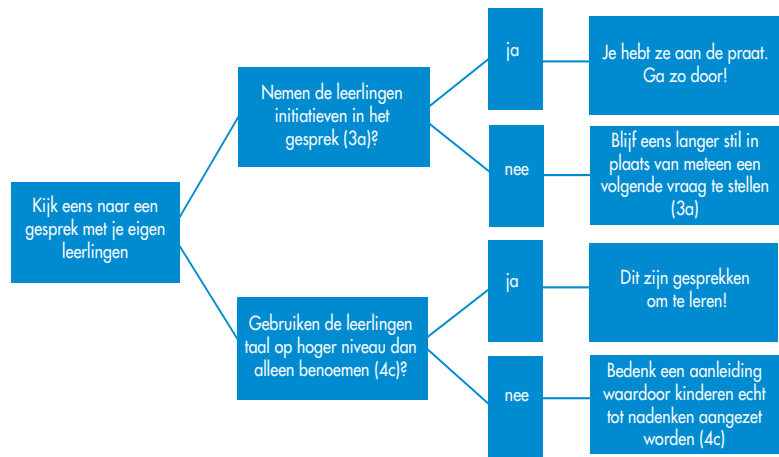 Kijk eens naar een
gesprek met je eigen
leerlingen
Nemen de leerlingen
initiatieven in het
gesprek (3a)?
ja
Je hebt ze aan de praat.
Ga zo door!
nee
Blijf eens langer stil in
plaats van meteen een
volgende vraag te stellen
(3a)
Gebruiken de leerlingen
taal op hoger niveau dan
alleen benoemen (4c)?
ja
Dit zijn gesprekken
om te leren!
nee
Bedenk een aanleiding
waardoor kinderen echt
tot nadenken aangezet
worden (4c)